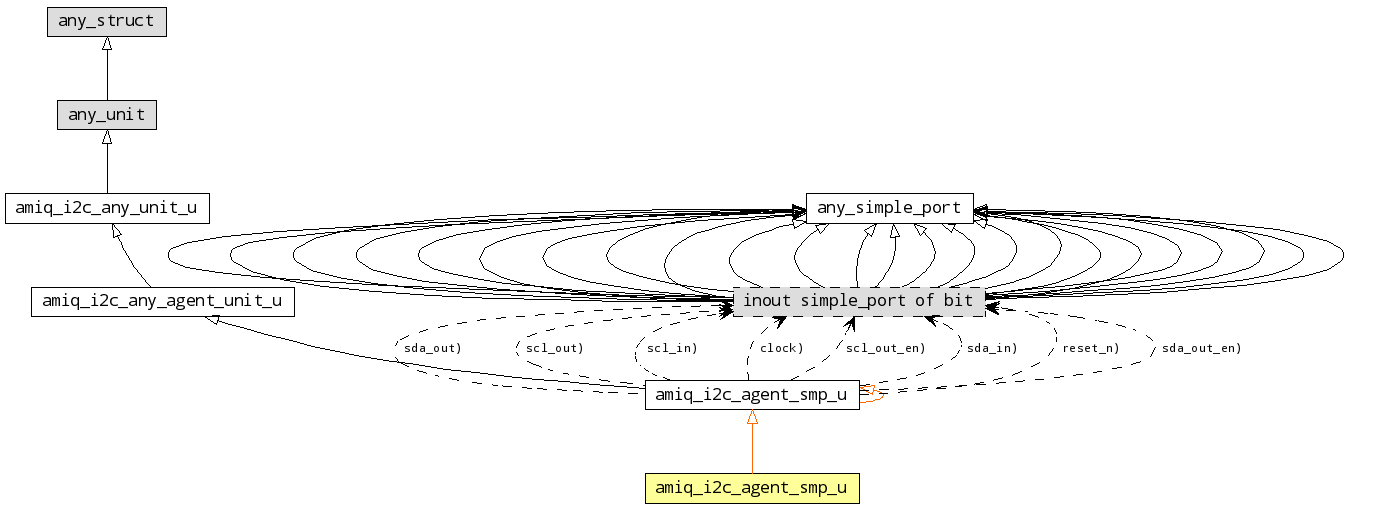 any_struct
any_unit
amiq_i2c_any_unit_u
any_simple_port
amiq_i2c_any_agent_unit_u
inout simple_port of bit
sda_out)
scl_out)
scl_in)
clock)
scl_out_en)
sda_in)
reset_n)
sda_out_en)
amiq_i2c_agent_smp_u
amiq_i2c_agent_smp_u